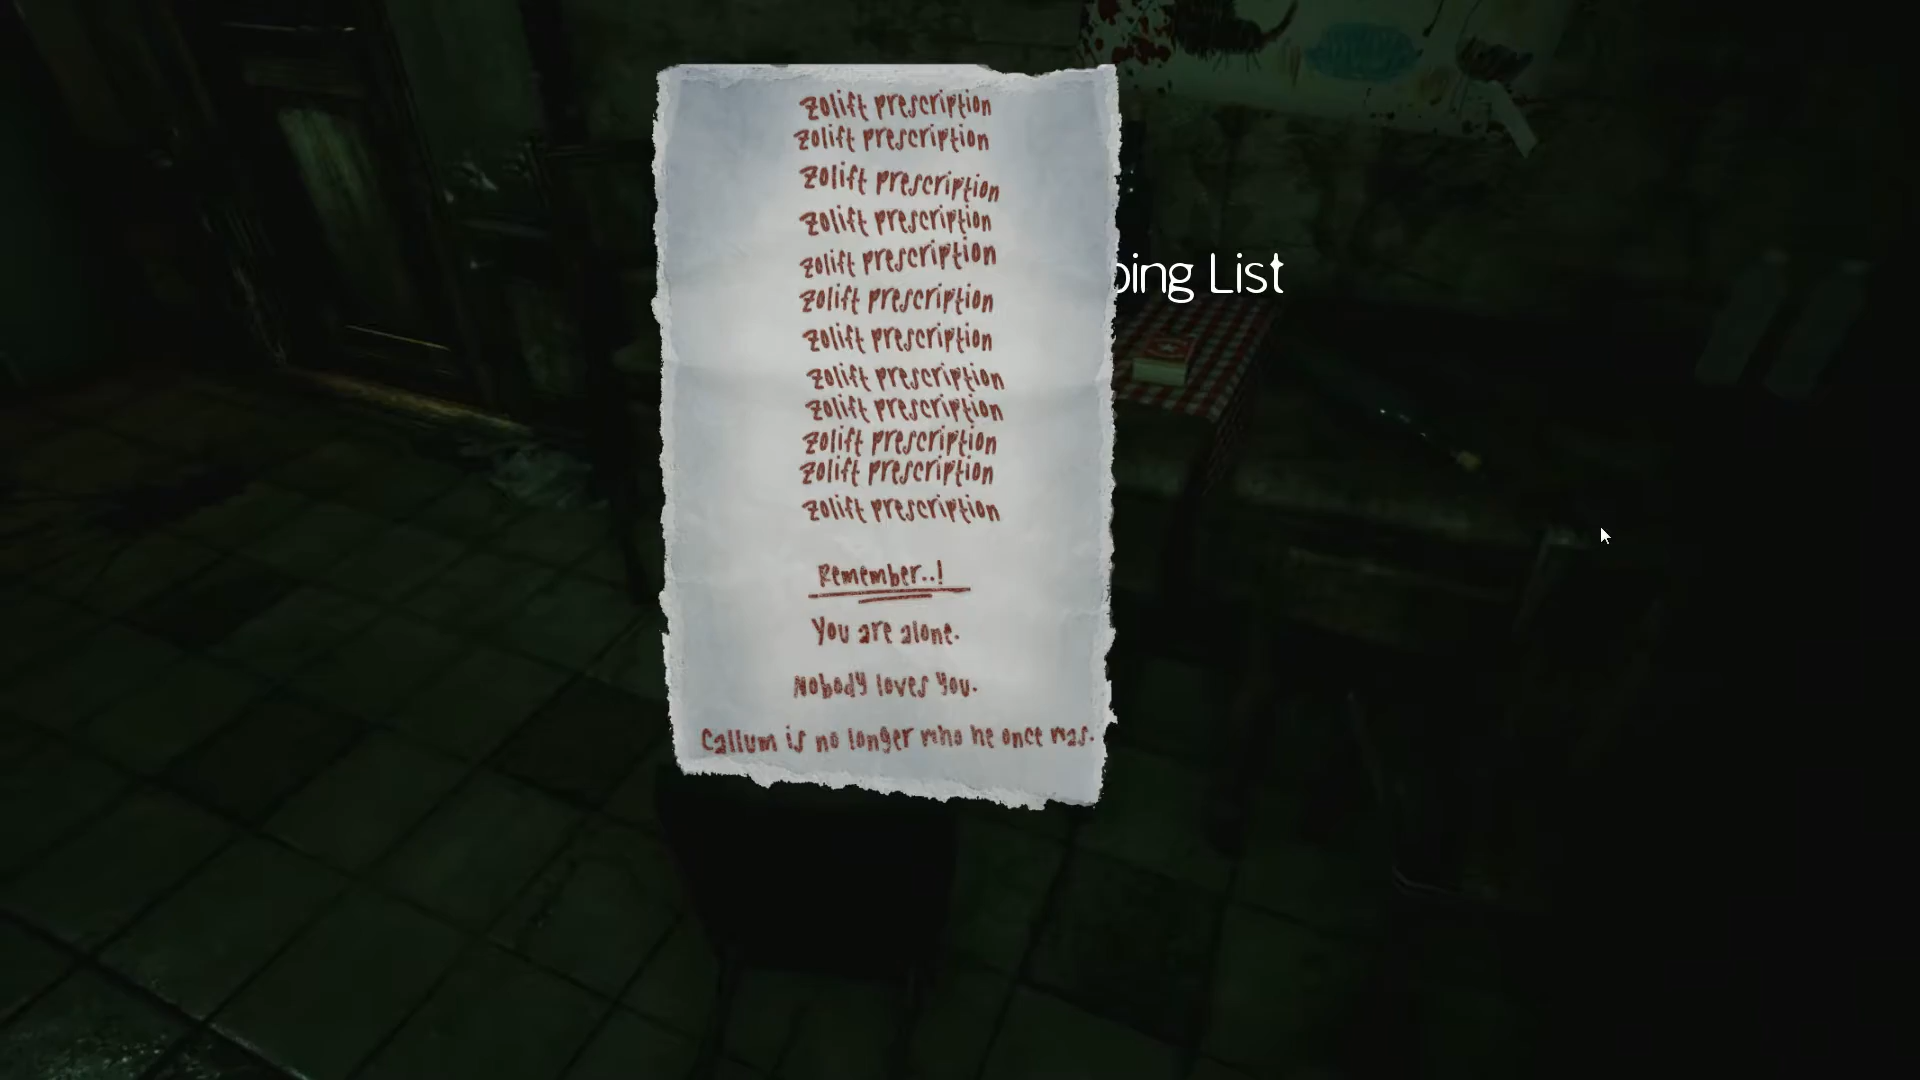 Zolift prescription
Zolift prescription
Zolift prescription
Zolift prescription
Zolift prescription
Zolift prescription
Zolift prescription
Zolift prescription
Zolift prescription
Zolift prescription
Zolift prescription
Zolift prescription
Remember..!
You are alone.
Nobody loves you.
Callum is no longer who he once was.
ping List